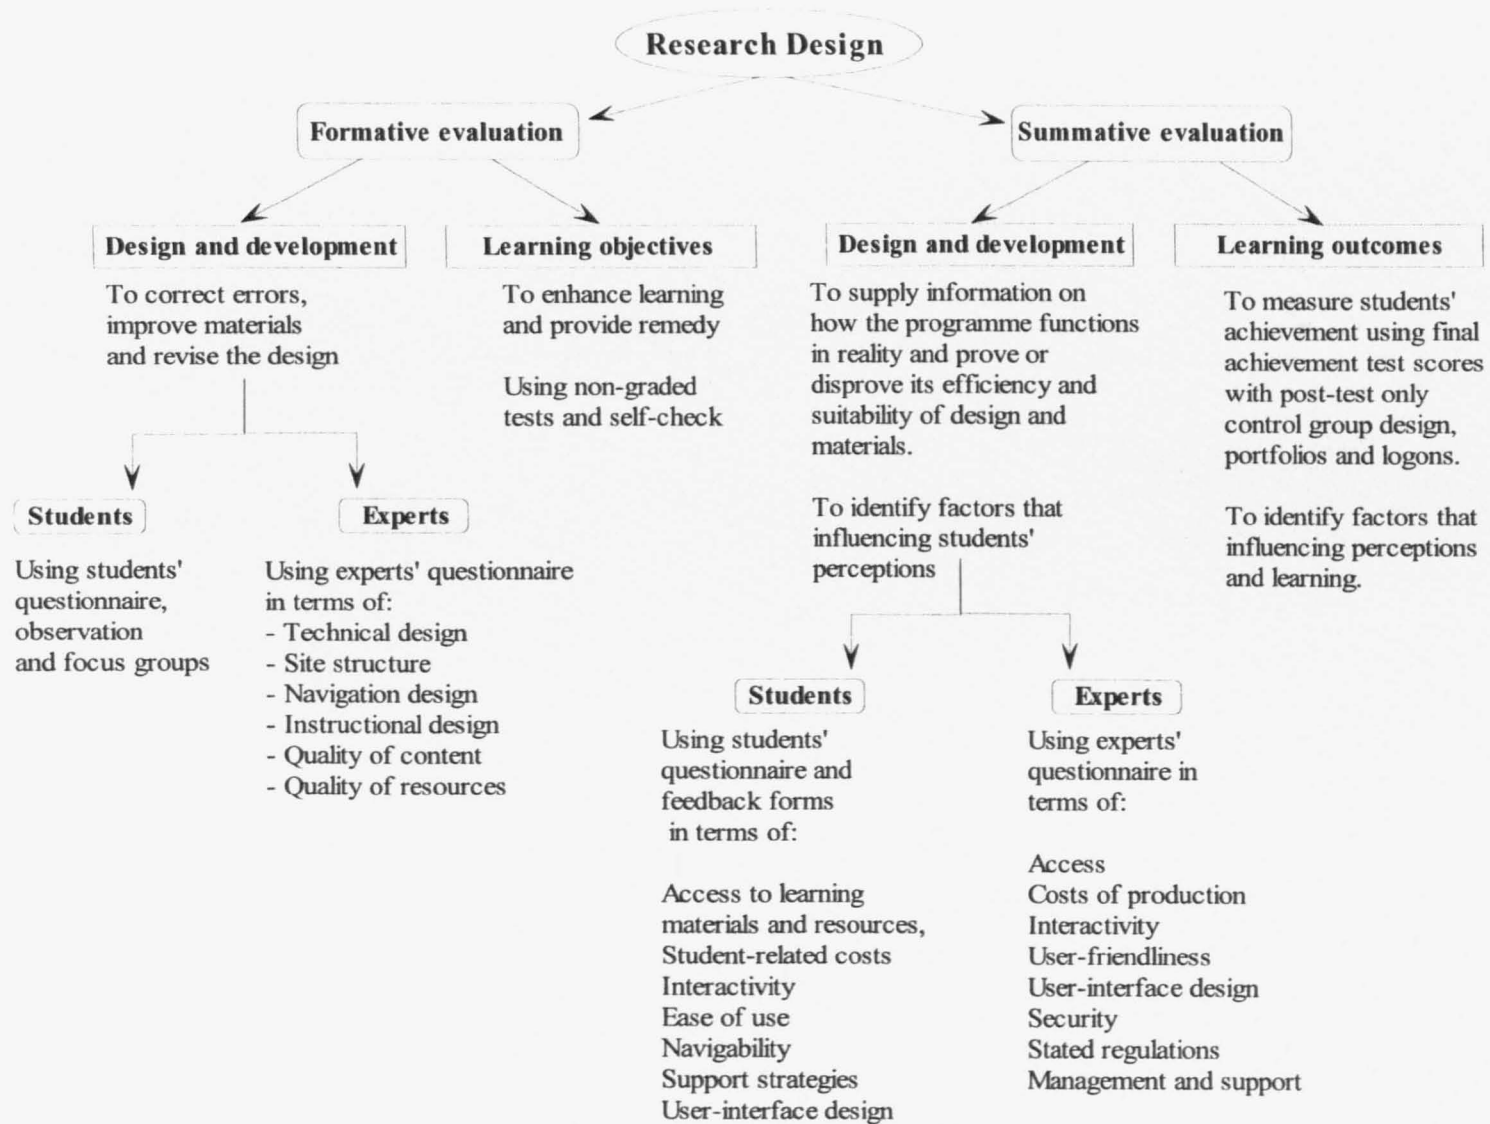 Research Design
Formative evaluation
Summative evaluation
Design and development
To correct errors,
improve materials
and revise the design
Learning objectives
To enhance learning
and provide remedy
Using non-graded
tests and self-check
Students
Using students'
questionnaire,
observation
and focus groups
Experts
Using experts' questionnaire
in terms of:
- Technical design
- Site structure
- Navigation design
- Instructional design
- Quality of content
- Quality of resources
Design and development
To supply information on
how the programme functions
in reality and prove or
disprove its efficiency and
suitability of design and
materials.
To identify factors that
influencing students'
perceptions
Learning outcomes
To measure students'
achievement using final
achievement test scores
with post-test only
control group design,
portfolios and logons.
To identify factors that
influencing perceptions
and learning.
Students
Using students'
questionnaire and
feedback forms
in terms of:
Access to learning
materials and resources,
Student-related costs
Interactivity
Ease of use
Navigability
Support strategies
User-interface design
Experts
Using experts'
questionnaire in
terms of:
Access
Costs of production
Interactivity
User-friendliness
User-interface design
Security
Stated regulations
Management and support